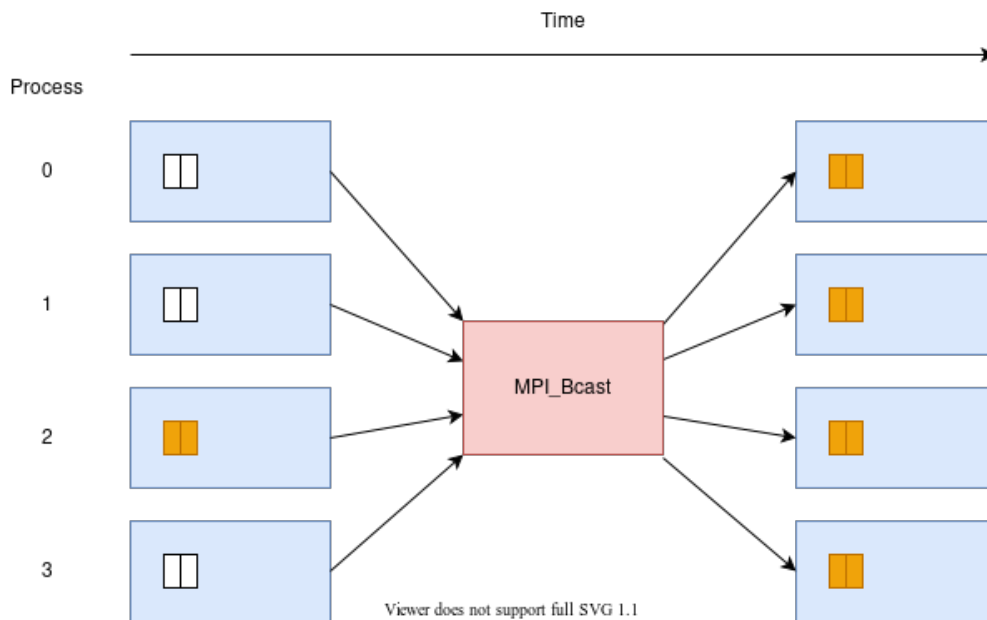 Time
Process
0
1
MPI_Bcast
2
3
Viewer does not support full SVG 1.1